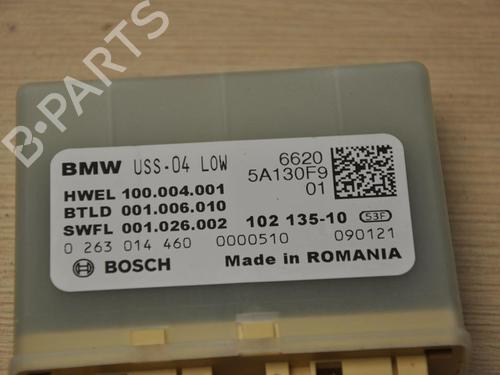 B-PARTS
BMW USS-04 LOW 6620
5A130F9
01
HWEL 100.004.001
BTLD 001.006.010
SWFL 001.026.002 102 135-10 S3F
0 263 014 460 0000510 090121
BOSCH Made in ROMANIA